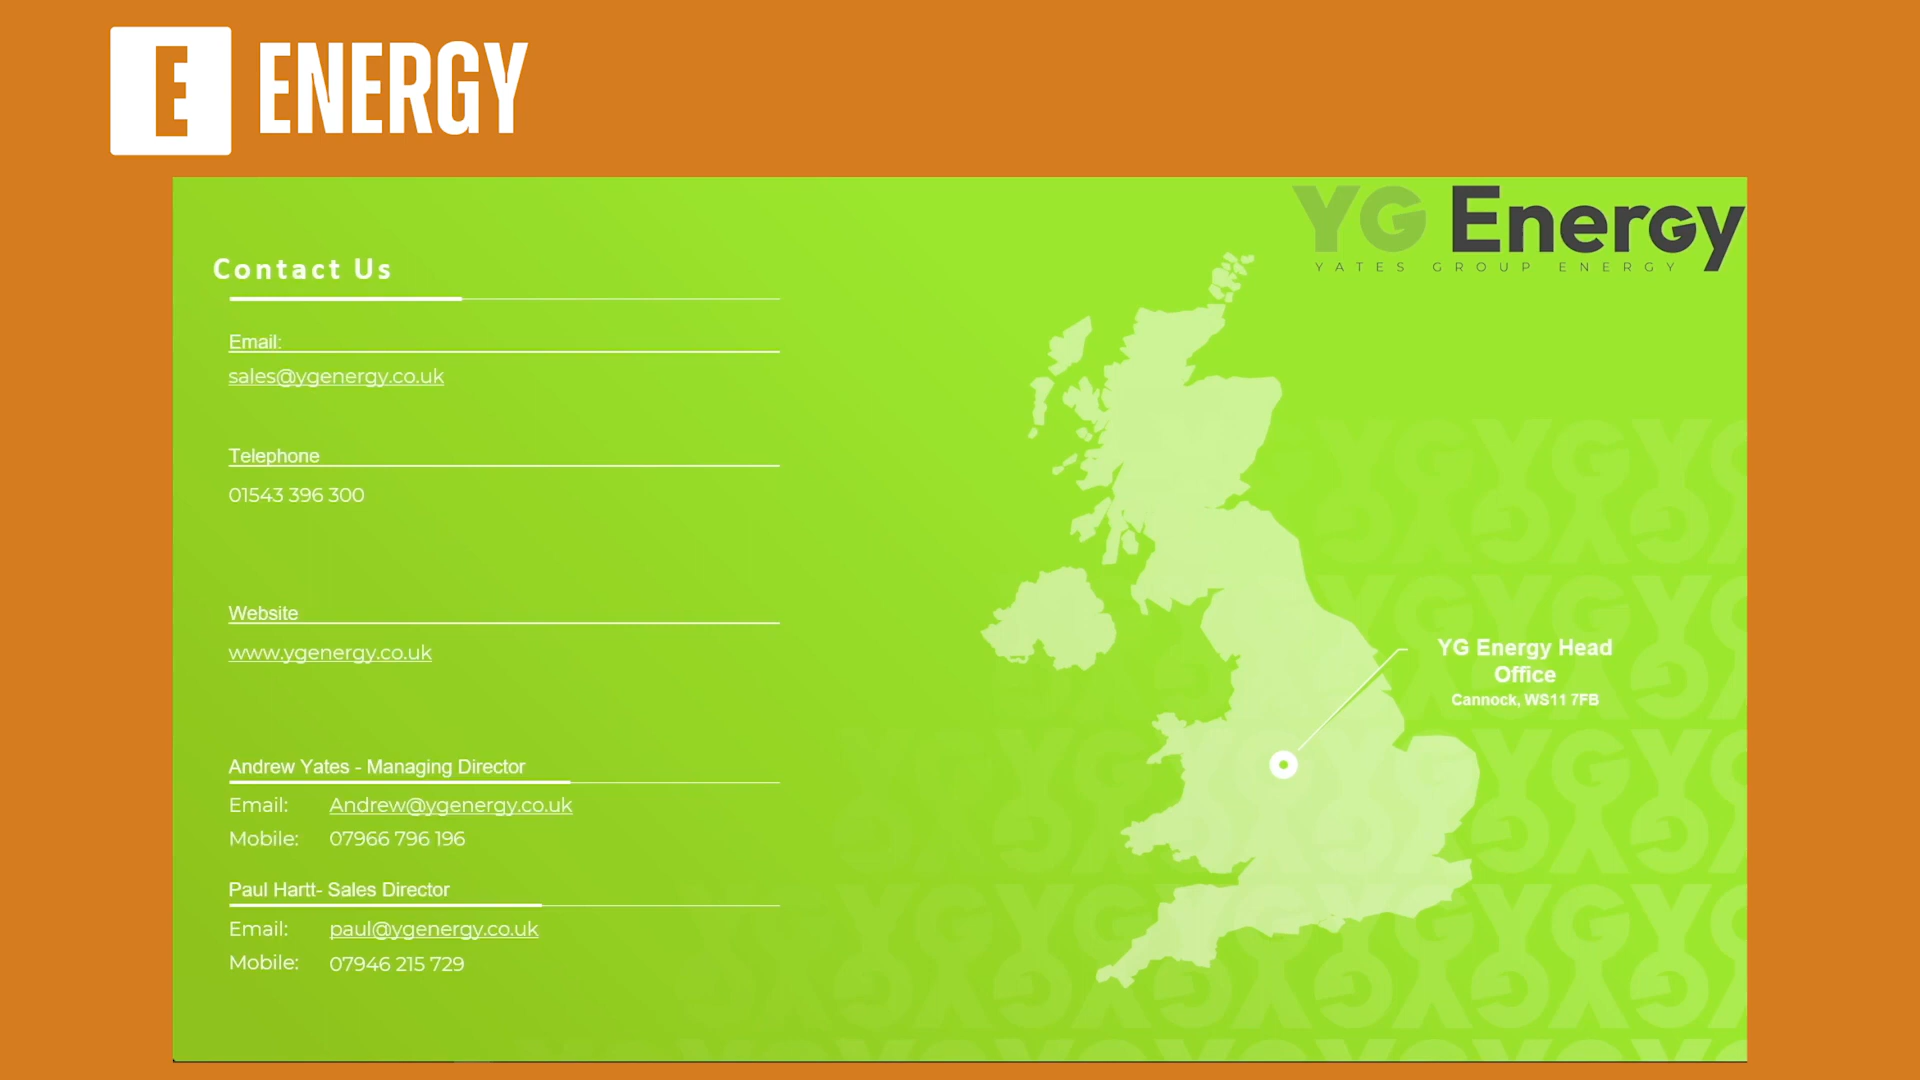 E ENERGY
YG Energy
YATES GROUP ENERGY
Contact Us
Email:
sales@ygenergy.co.uk
Telephone
01543 396 300
Website
www.ygenergy.co.uk
YG Energy Head
Office
Cannock, WS11 7FB
Andrew Yates - Managing Director
Email: Andrew@ygenergy.co.uk
Mobile: 07966 796 196
Paul Hartt- Sales Director
Email: paul@ygenergy.co.uk
Mobile: 07946 215 729